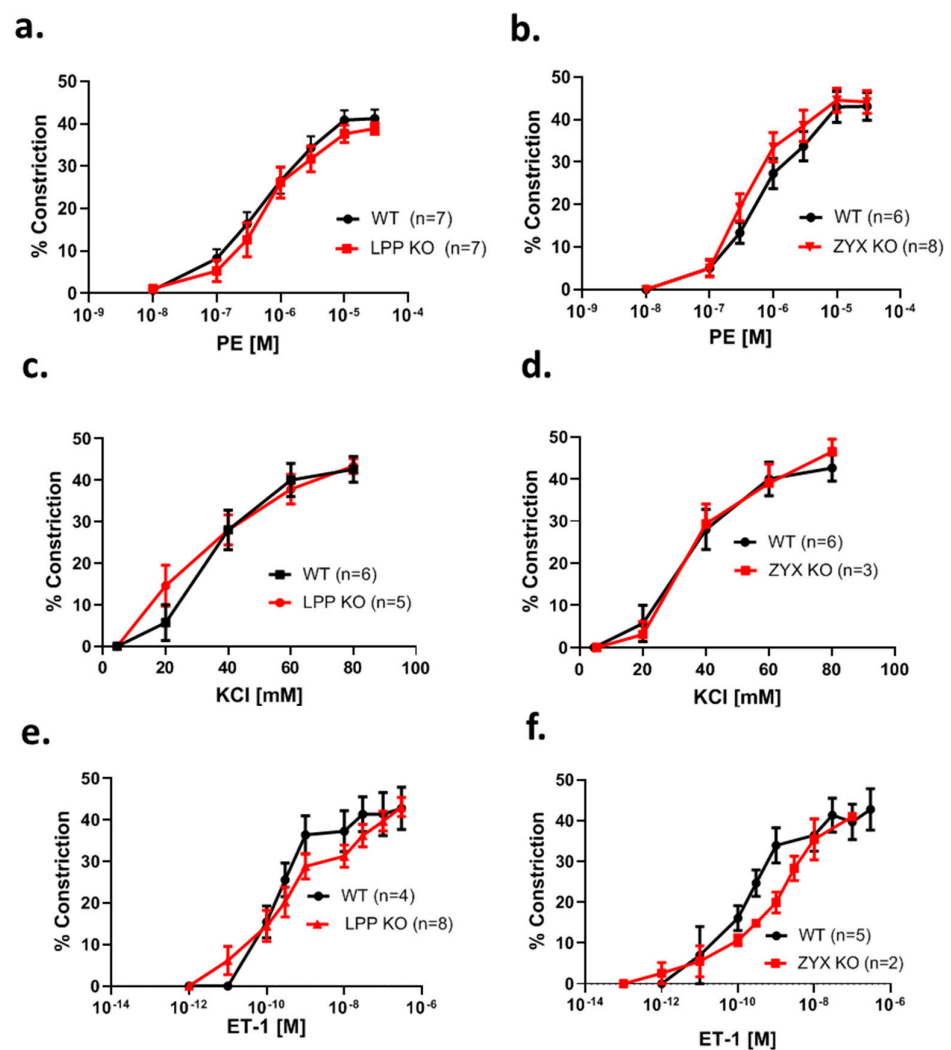 a.
50
40
30
20
10
0
% Constriction
WT (n=7)
LPP KO (n=7)
10-9 10-8 10-7 10-6 10-5 10-4
PE [M]
b.
50
40
30
20
10
0
% Constriction
WT (n=6)
ZYX KO (n=8)
10-9 10-8 10-7 10-6 10-5 10-4
PE [M]
c.
50
40
30
20
10
0
% Constriction
WT (n=6)
LPP KO (n=5)
0 20 40 60 80 100
KCl [mM]
d.
50
40
30
20
10
0
% Constriction
WT (n=6)
ZYX KO (n=3)
0 20 40 60 80 100
KCl [mM]
e.
50
40
30
20
10
0
% Constriction
WT (n=4)
LPP KO (n=8)
10-14 10-12 10-10 10-8 10-6
ET-1 [M]
f.
50
40
30
20
10
0
% Constriction
WT (n=5)
ZYX KO (n=2)
10-14 10-12 10-10 10-8 10-6
ET-1 [M]